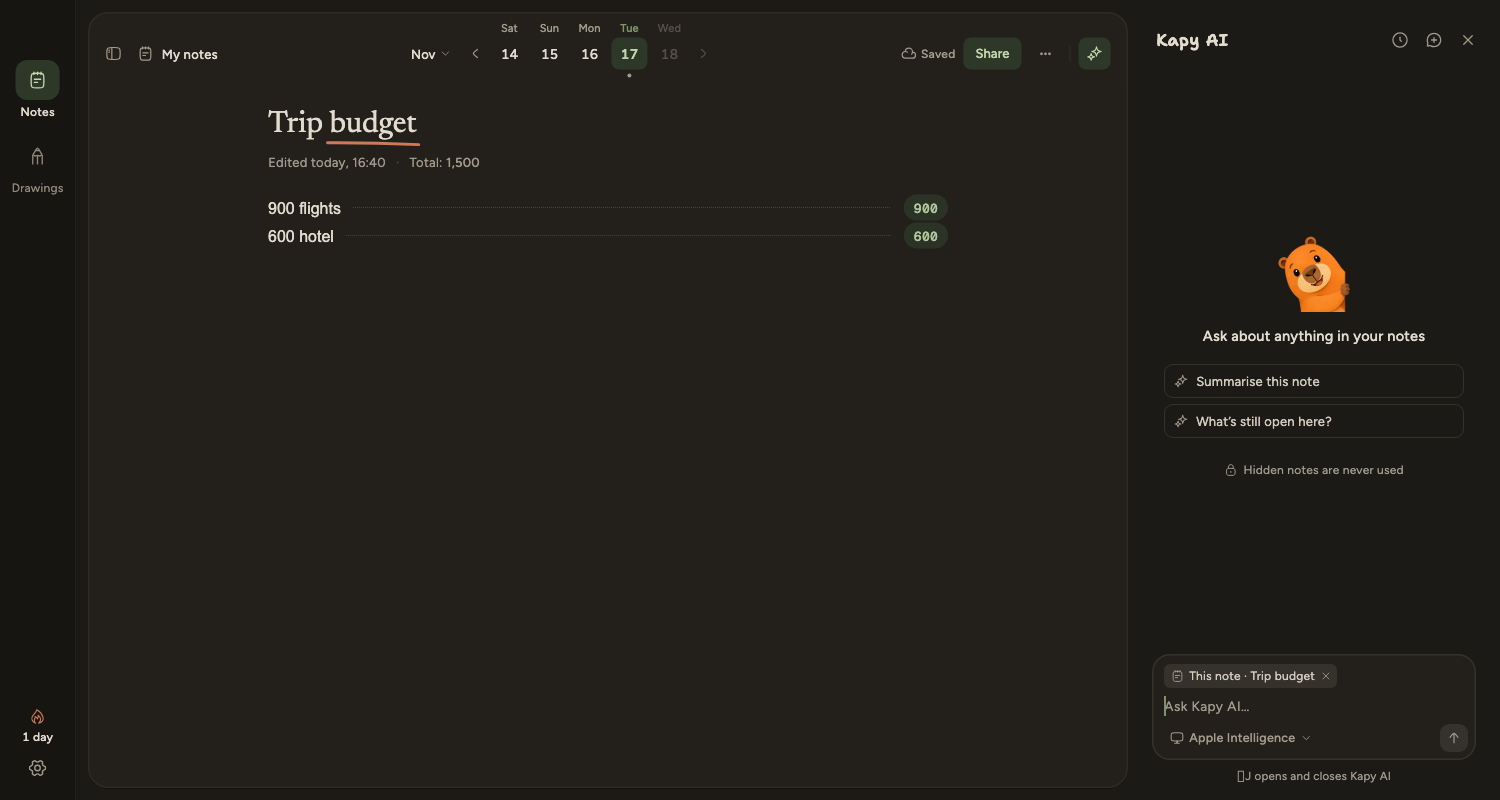 Notes
Drawings
1 day
My notes
Nov
Sat Sun Mon Tue Wed
14 15 16 17 18
Saved
Share
Trip budget
Edited today, 16:40 · Total: 1,500
900 flights 900
600 hotel 600
Kapy AI
Ask about anything in your notes
Summarise this note
What's still open here?
Hidden notes are never used
This note · Trip budget
Ask Kapy AI...
Apple Intelligence
J opens and closes Kapy AI